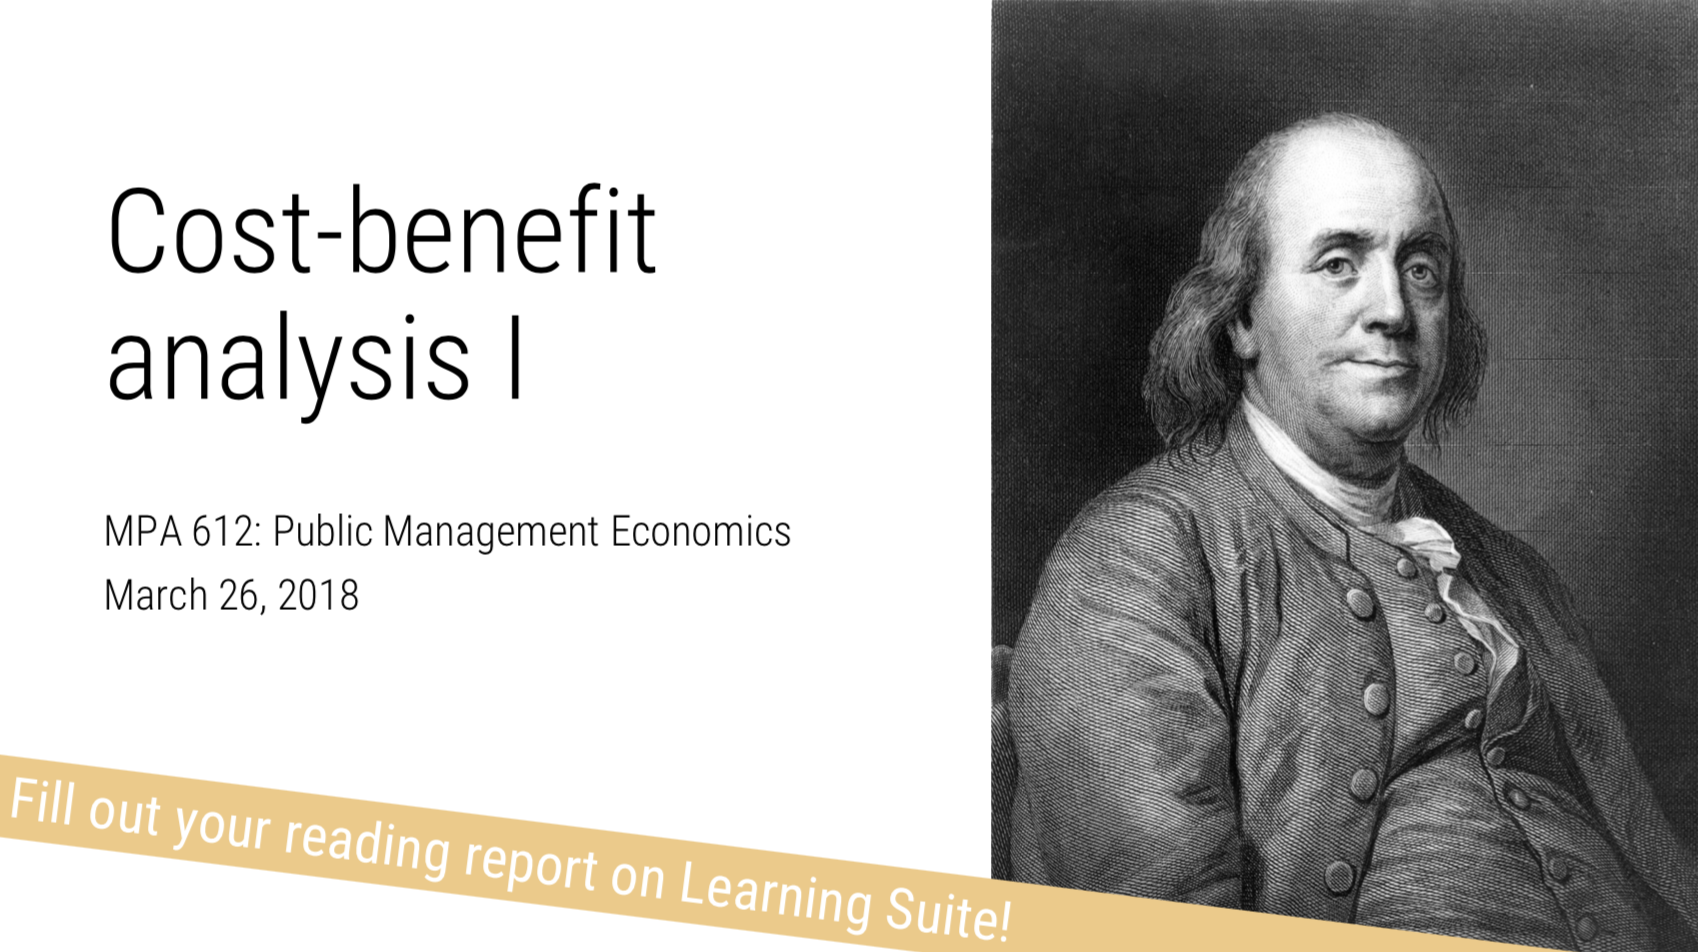 Cost-benefit
analysis I
MPA 612: Public Management Economics
March 26, 2018
Fill out your reading report on Learning Suite!